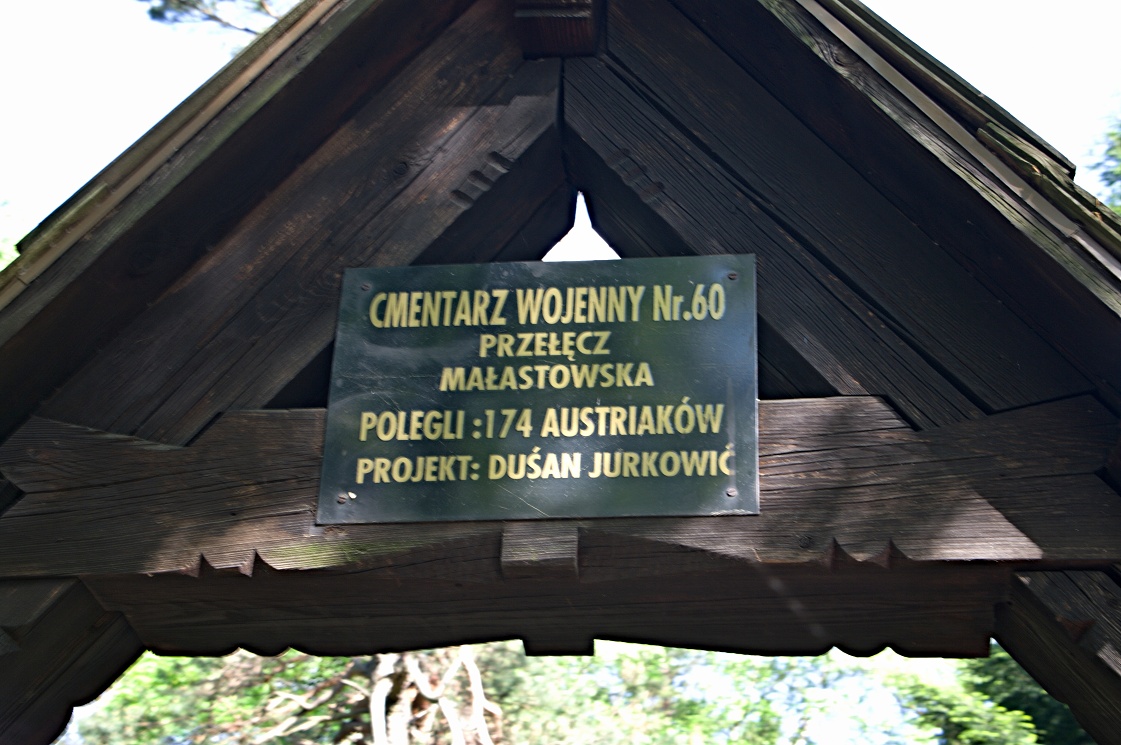 CMENTARZ WOJENNY Nr.60
PRZEŁĘCZ
MAŁASTOWSKA
POLEGLI :174 AUSTRIAKÓW
PROJEKT: DUŚAN JURKOWIĆ